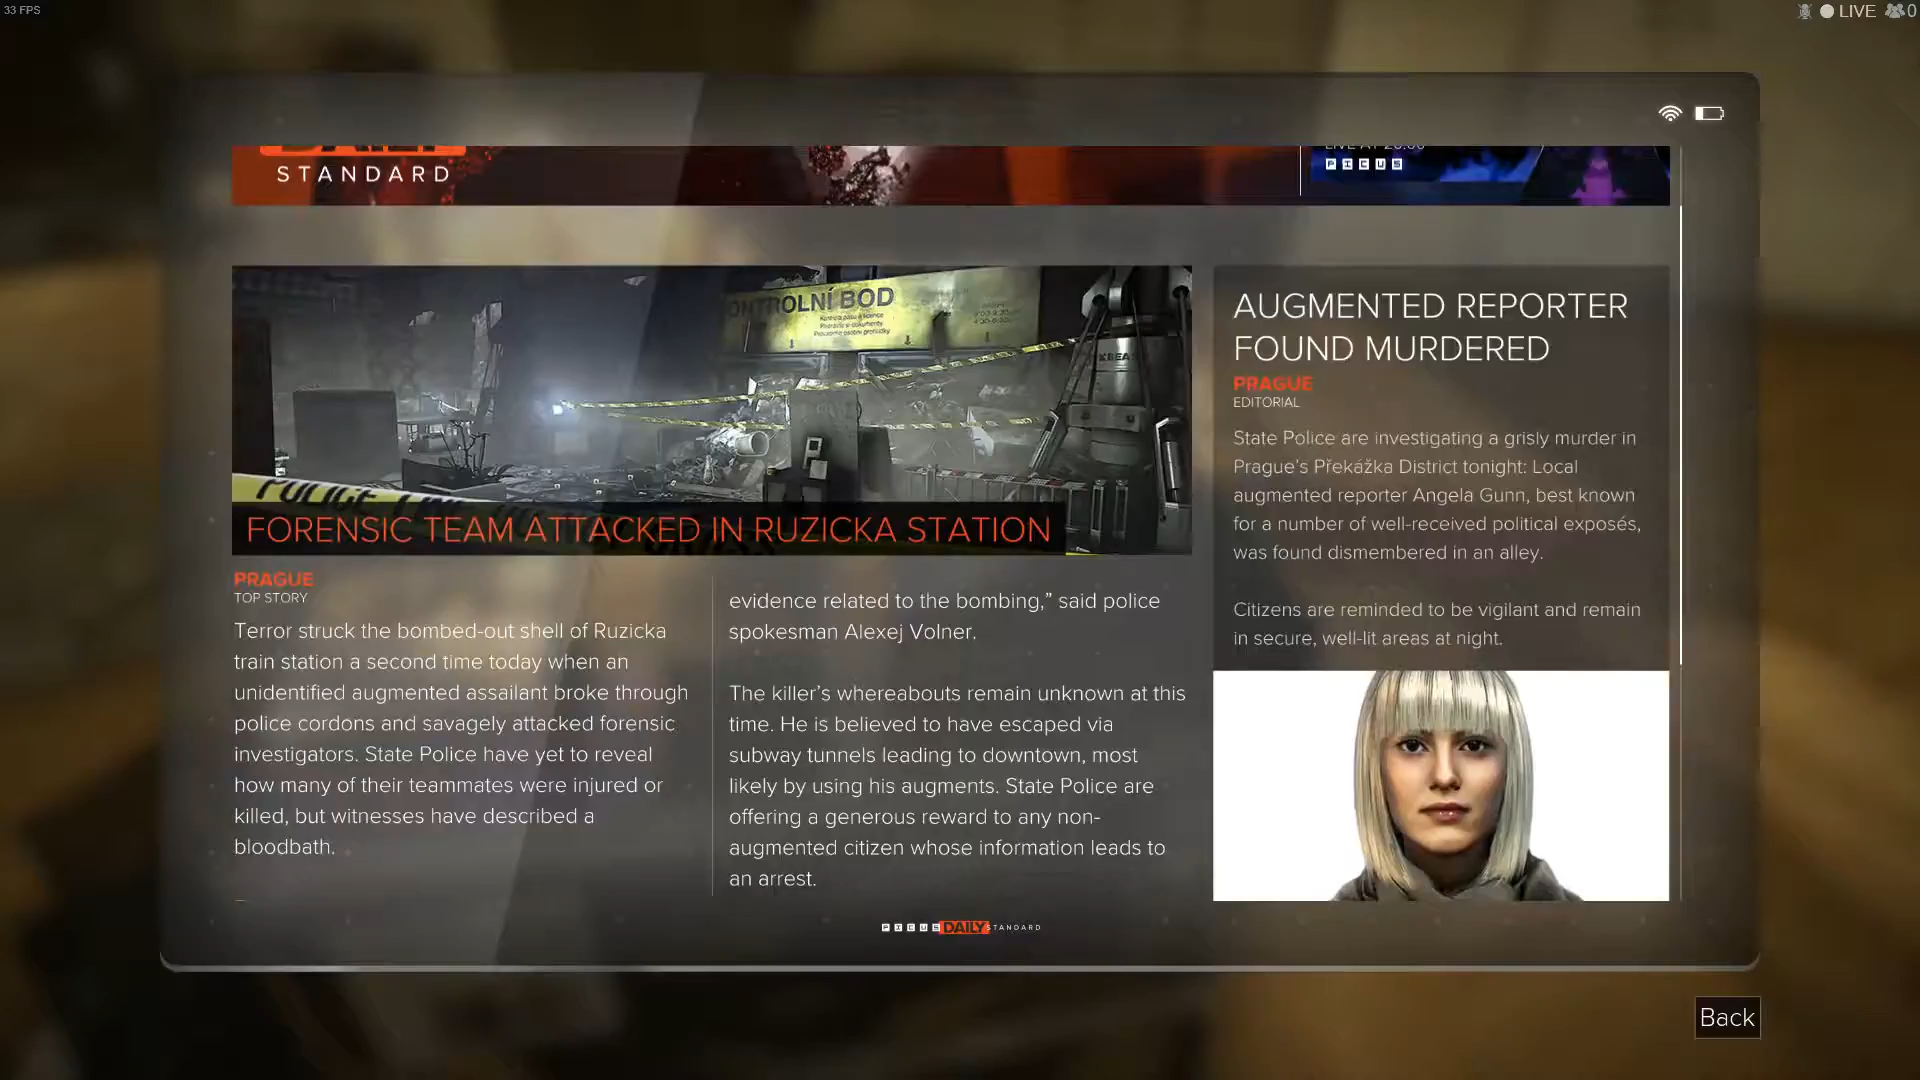 33 FPS
LIVE
0
DAILY
STANDARD
LIVE AT 20:00
PICUS
KONTROLNÍ BOD
POLICE LINE
FORENSIC TEAM ATTACKED IN RUZICKA STATION
PRAGUE
TOP STORY
Terror struck the bombed-out shell of Ruzicka
train station a second time today when an
unidentified augmented assailant broke through
police cordons and savagely attacked forensic
investigators. State Police have yet to reveal
how many of their teammates were injured or
killed, but witnesses have described a
bloodbath.
evidence related to the bombing,” said police
spokesman Alexej Volner.
The killer’s whereabouts remain unknown at this
time. He is believed to have escaped via
subway tunnels leading to downtown, most
likely by using his augments. State Police are
offering a generous reward to any non-
augmented citizen whose information leads to
an arrest.
AUGMENTED REPORTER
FOUND MURDERED
PRAGUE
EDITORIAL
State Police are investigating a grisly murder in
Prague’s Překážka District tonight: Local
augmented reporter Angela Gunn, best known
for a number of well-received political exposés,
was found dismembered in an alley.
Citizens are reminded to be vigilant and remain
in secure, well-lit areas at night.
PICUS DAILY STANDARD
Back